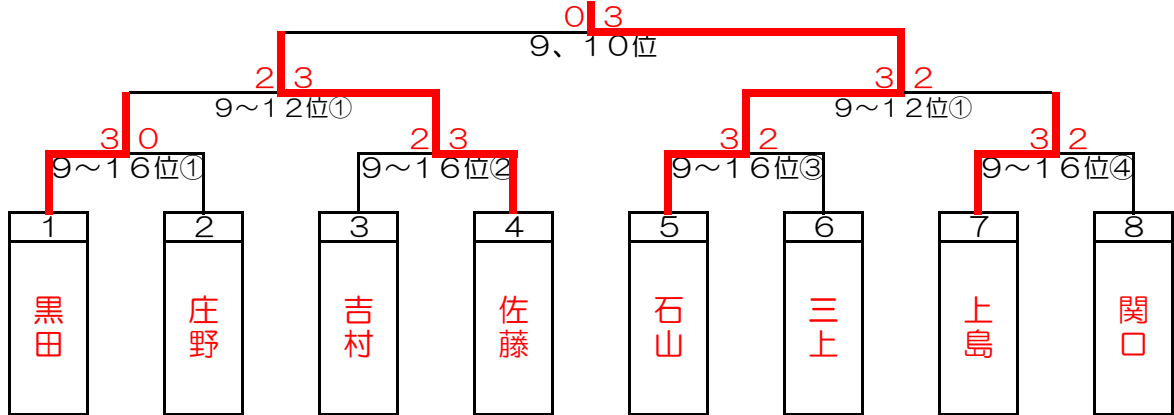 ０ ３
９、１０位
２ ３ ３ ２
９～１２位① ９～１２位①
３ ０ ２ ３ ３ ２ ３ ２
９～１６位① ９～１６位② ９～１６位③ ９～１６位④
１ ２ ３ ４ ５ ６ ７ ８
黒田 庄野 吉村 佐藤 石山 三上 上島 関口